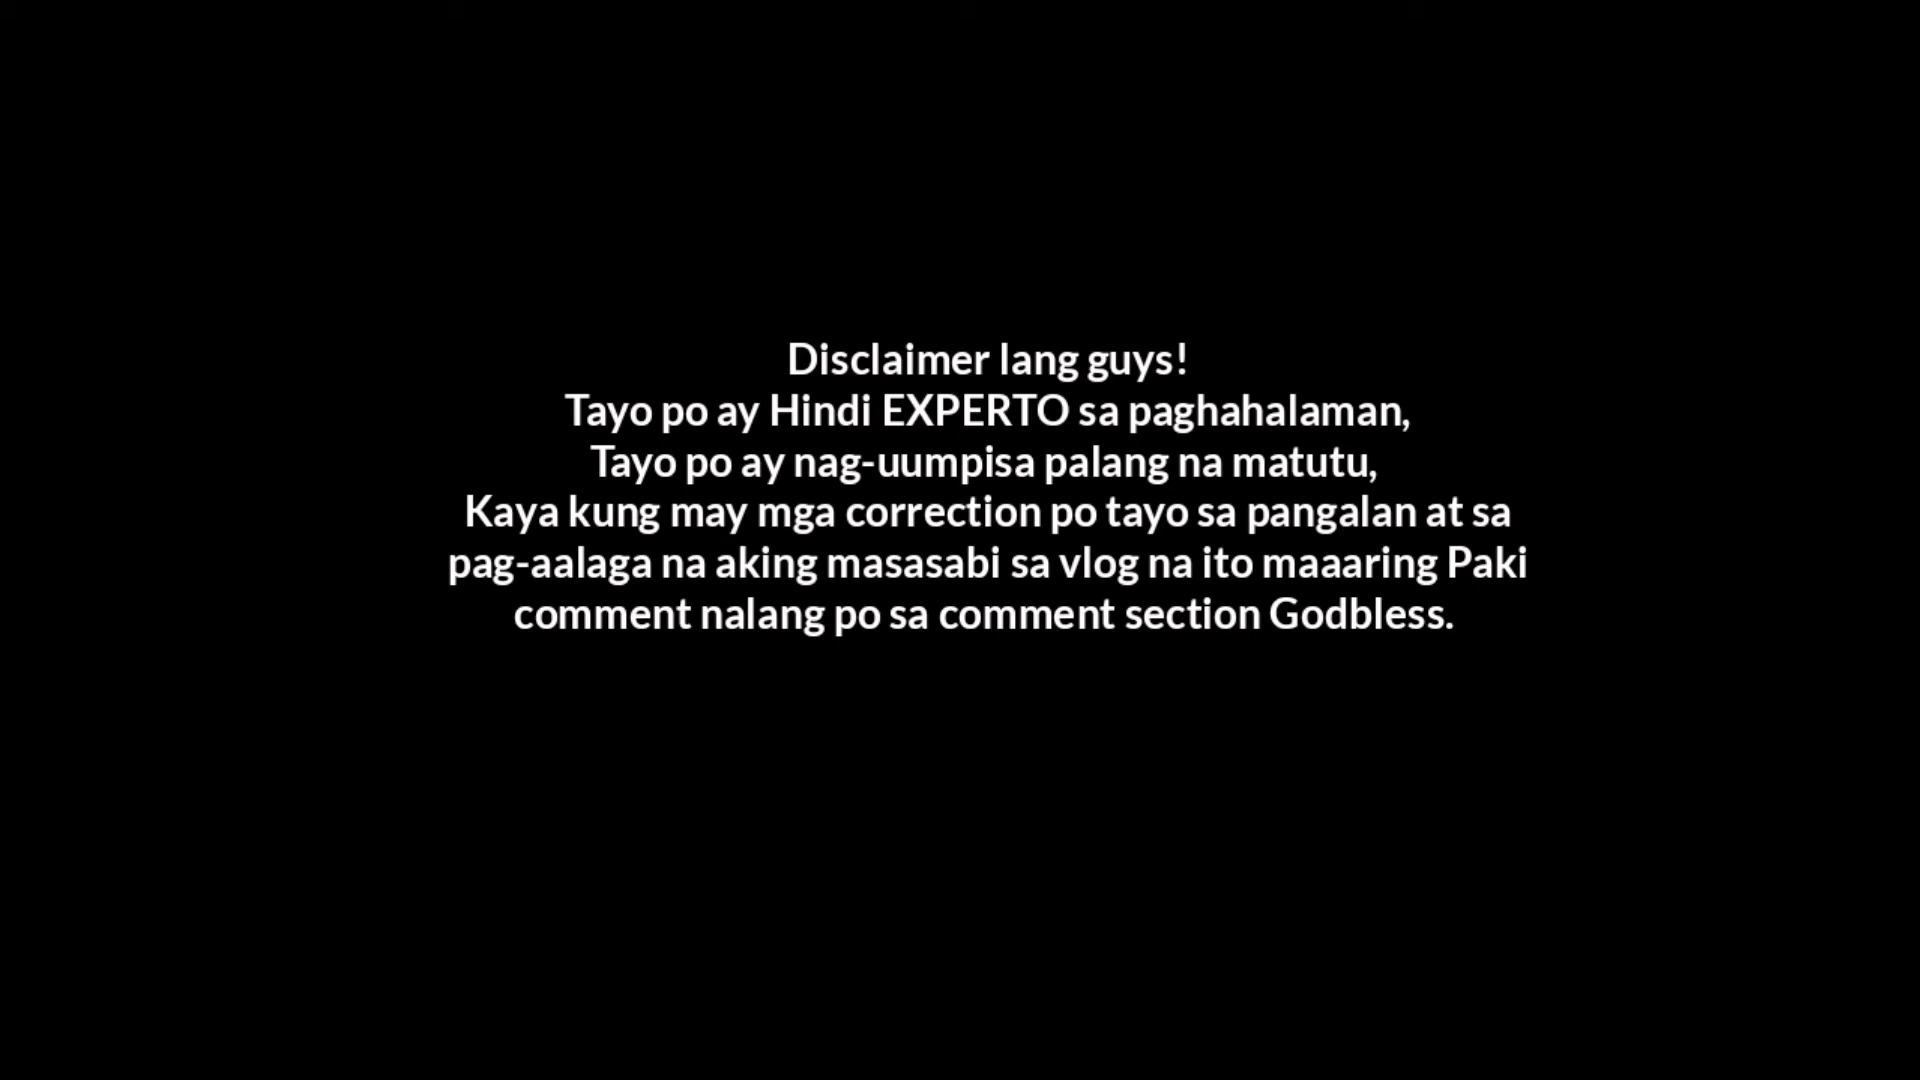 Disclaimer lang guys!
Tayo po ay Hindi EXPERTO sa paghahalaman,
Tayo po ay nag-uumpisa palang na matutu,
Kaya kung may mga correction po tayo sa pangalan at sa
pag-aalaga na aking masasabi sa vlog na ito maaaring Paki
comment nalang po sa comment section Godbless.